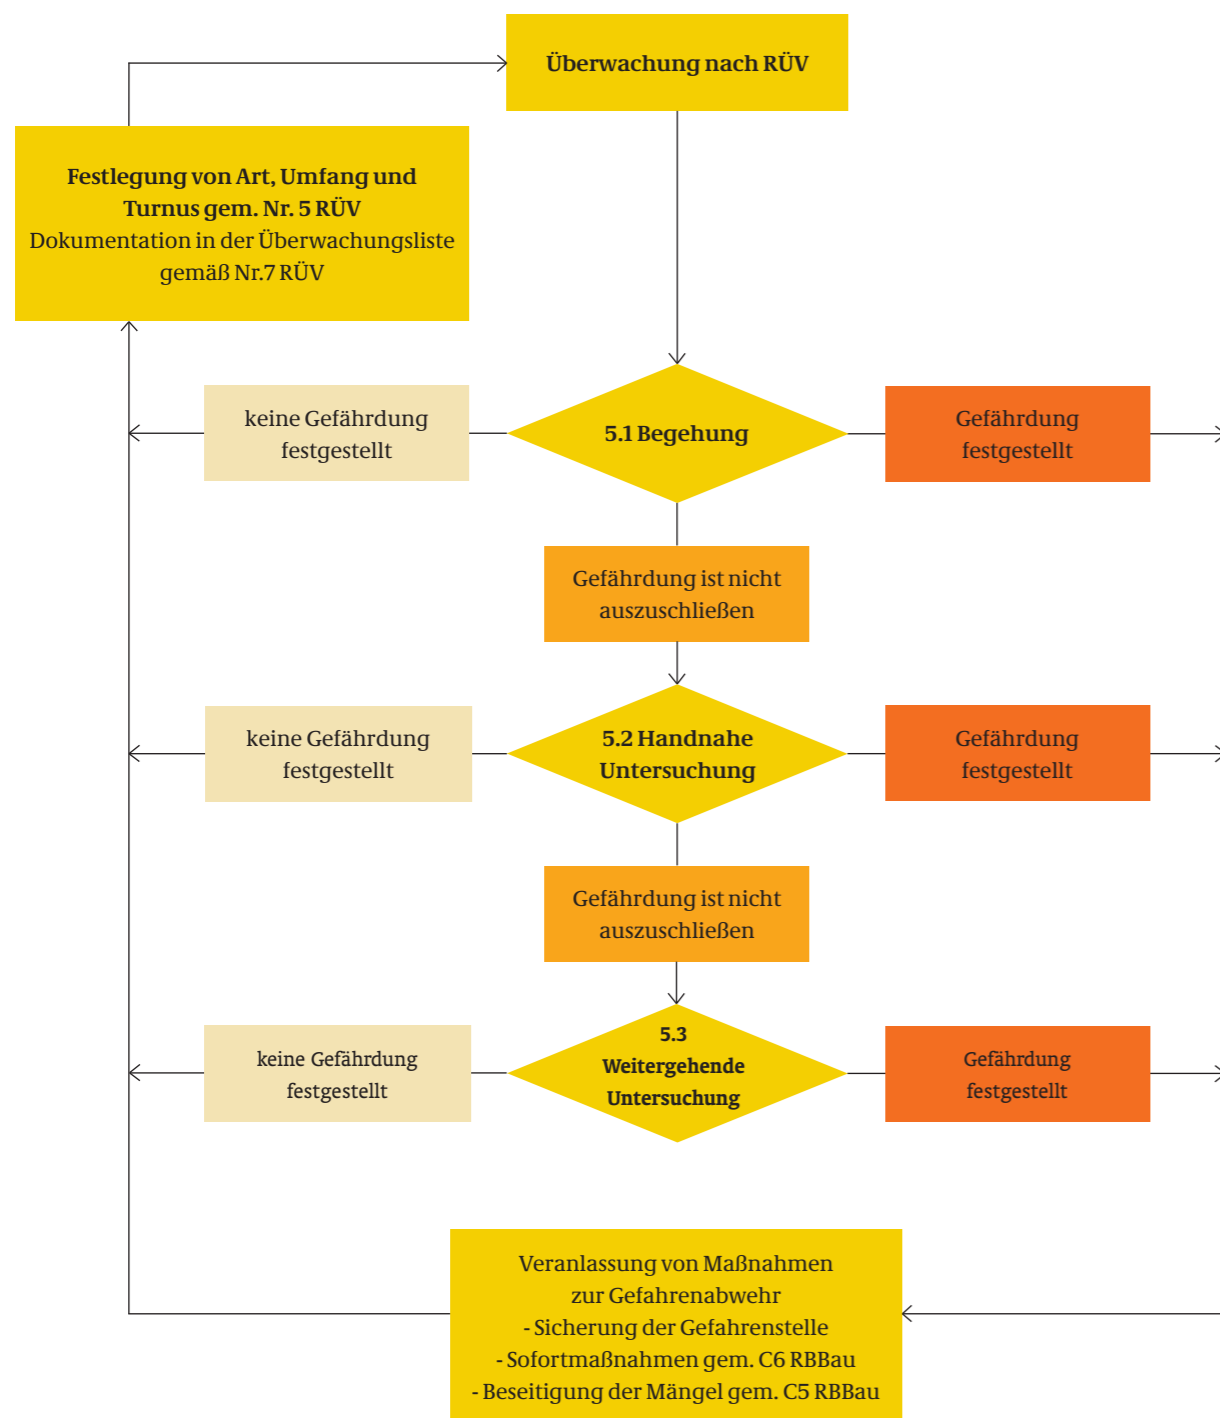 Überwachung nach RÜV
Festlegung von Art, Umfang und
Turnus gem. Nr. 5 RÜV
Dokumentation in der Überwachungsliste
gemäß Nr.7 RÜV
keine Gefährdung
festgestellt
5.1 Begehung
Gefährdung
festgestellt
Gefährdung ist nicht
auszuschließen
keine Gefährdung
festgestellt
5.2 Handnahe
Untersuchung
Gefährdung
festgestellt
Gefährdung ist nicht
auszuschließen
keine Gefährdung
festgestellt
5.3
Weitergehende
Untersuchung
Gefährdung
festgestellt
Veranlassung von Maßnahmen
zur Gefahrenabwehr
- Sicherung der Gefahrenstelle
- Sofortmaßnahmen gem. C6 RBBau
- Beseitigung der Mängel gem. C5 RBBau